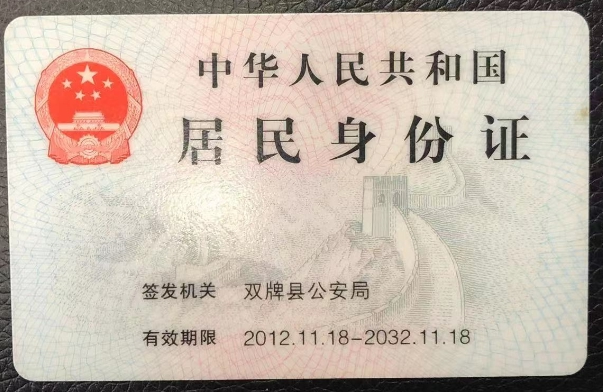 中华人民共和国
居民身份证
签发机关 双牌县公安局
有效期限 2012.11.18-2032.11.18